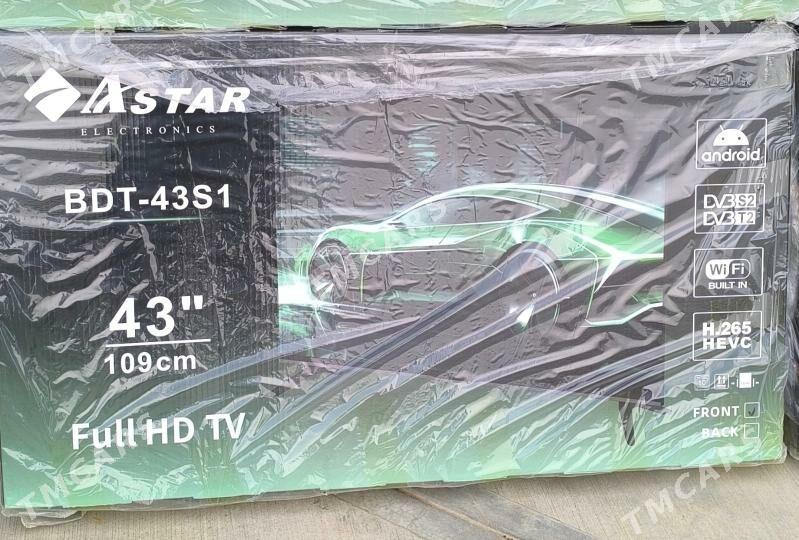 ASTAR
ELECTRONICS
BDT-43S1
43"
109cm
Full HD TV
android
DVB S2
DVB T2
WiFi
BUILT IN
H.265
HEVC
FRONT
BACK
TMCARS